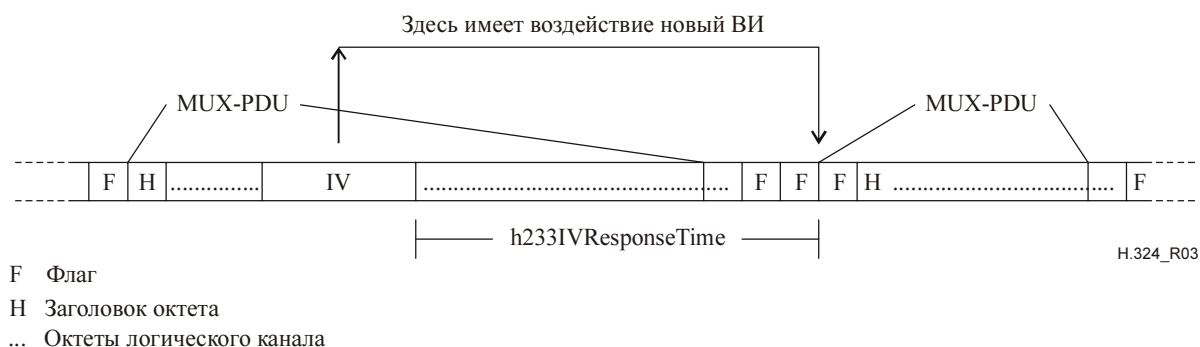 Здесь имеет воздействие новый ВИ
MUX-PDU MUX-PDU
F H ............... IV ................................................ ..... F F F H ................................... F
h233IVResponseTime
H.324_R03
F Флаг
H Заголовок октета
... Октеты логического канала